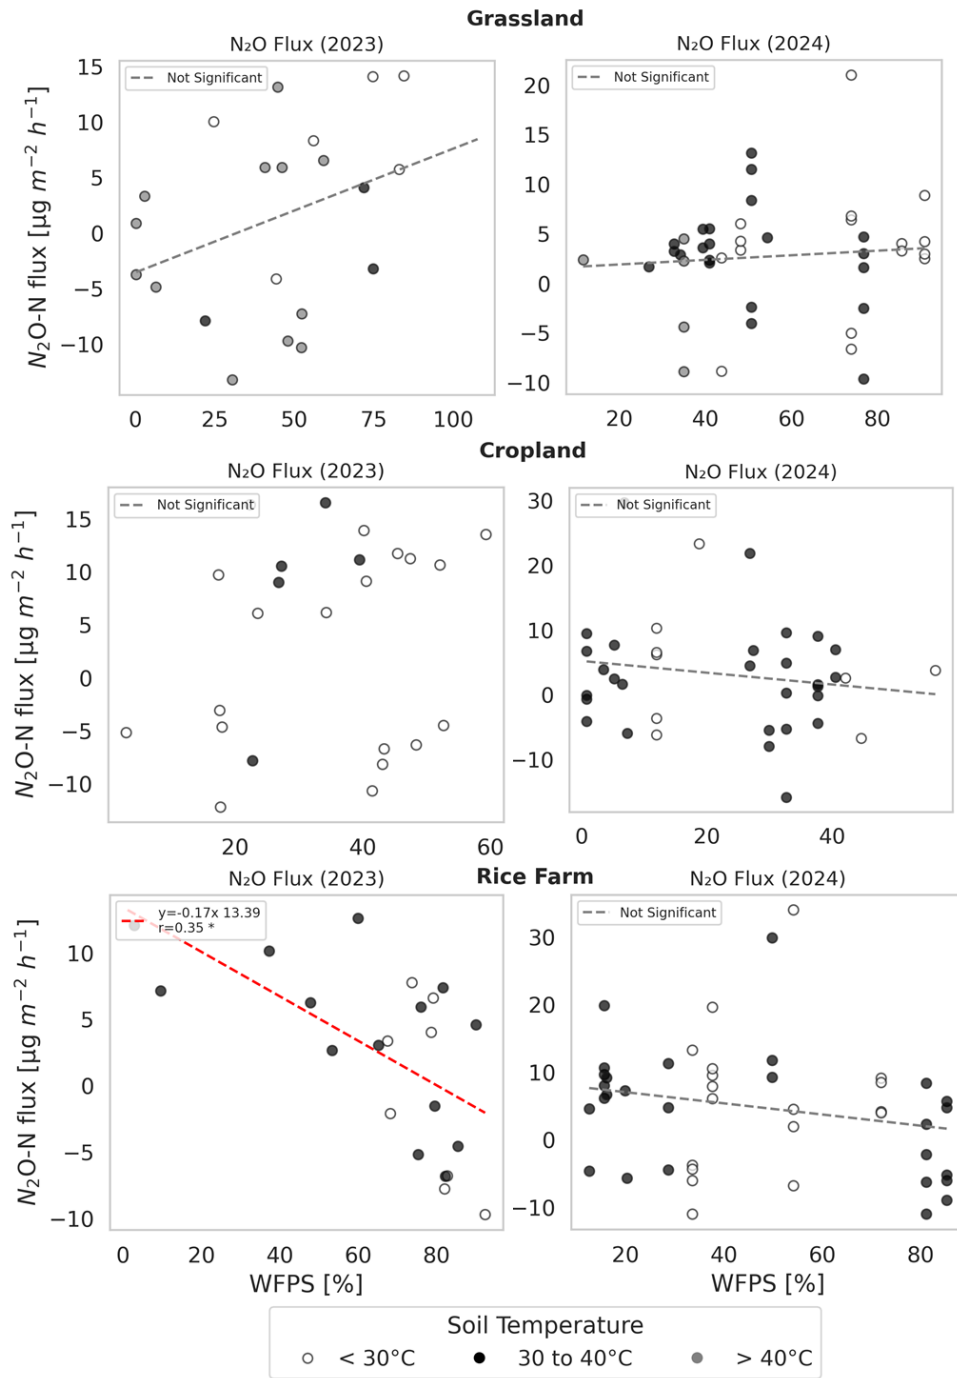 Grassland
N₂O Flux (2023)
N₂O Flux (2024)
N₂O-N flux [µg m⁻² h⁻¹]
Not Significant
15
10
5
0
−5
−10
0
25
50
75
100
20
15
10
5
0
−5
−10
20
40
60
80
Cropland
N₂O Flux (2023)
N₂O Flux (2024)
N₂O-N flux [µg m⁻² h⁻¹]
Not Significant
15
10
5
0
−5
−10
20
40
60
Not Significant
30
20
10
0
−10
0
20
40
Rice Farm
N₂O Flux (2023)
N₂O Flux (2024)
N₂O-N flux [µg m⁻² h⁻¹]
y=-0.17x 13.39
r=0.35 *
10
5
0
−5
−10
0
20
40
60
80
WFPS [%]
Not Significant
30
20
10
0
−10
20
40
60
80
WFPS [%]
Soil Temperature
< 30°C
30 to 40°C
> 40°C